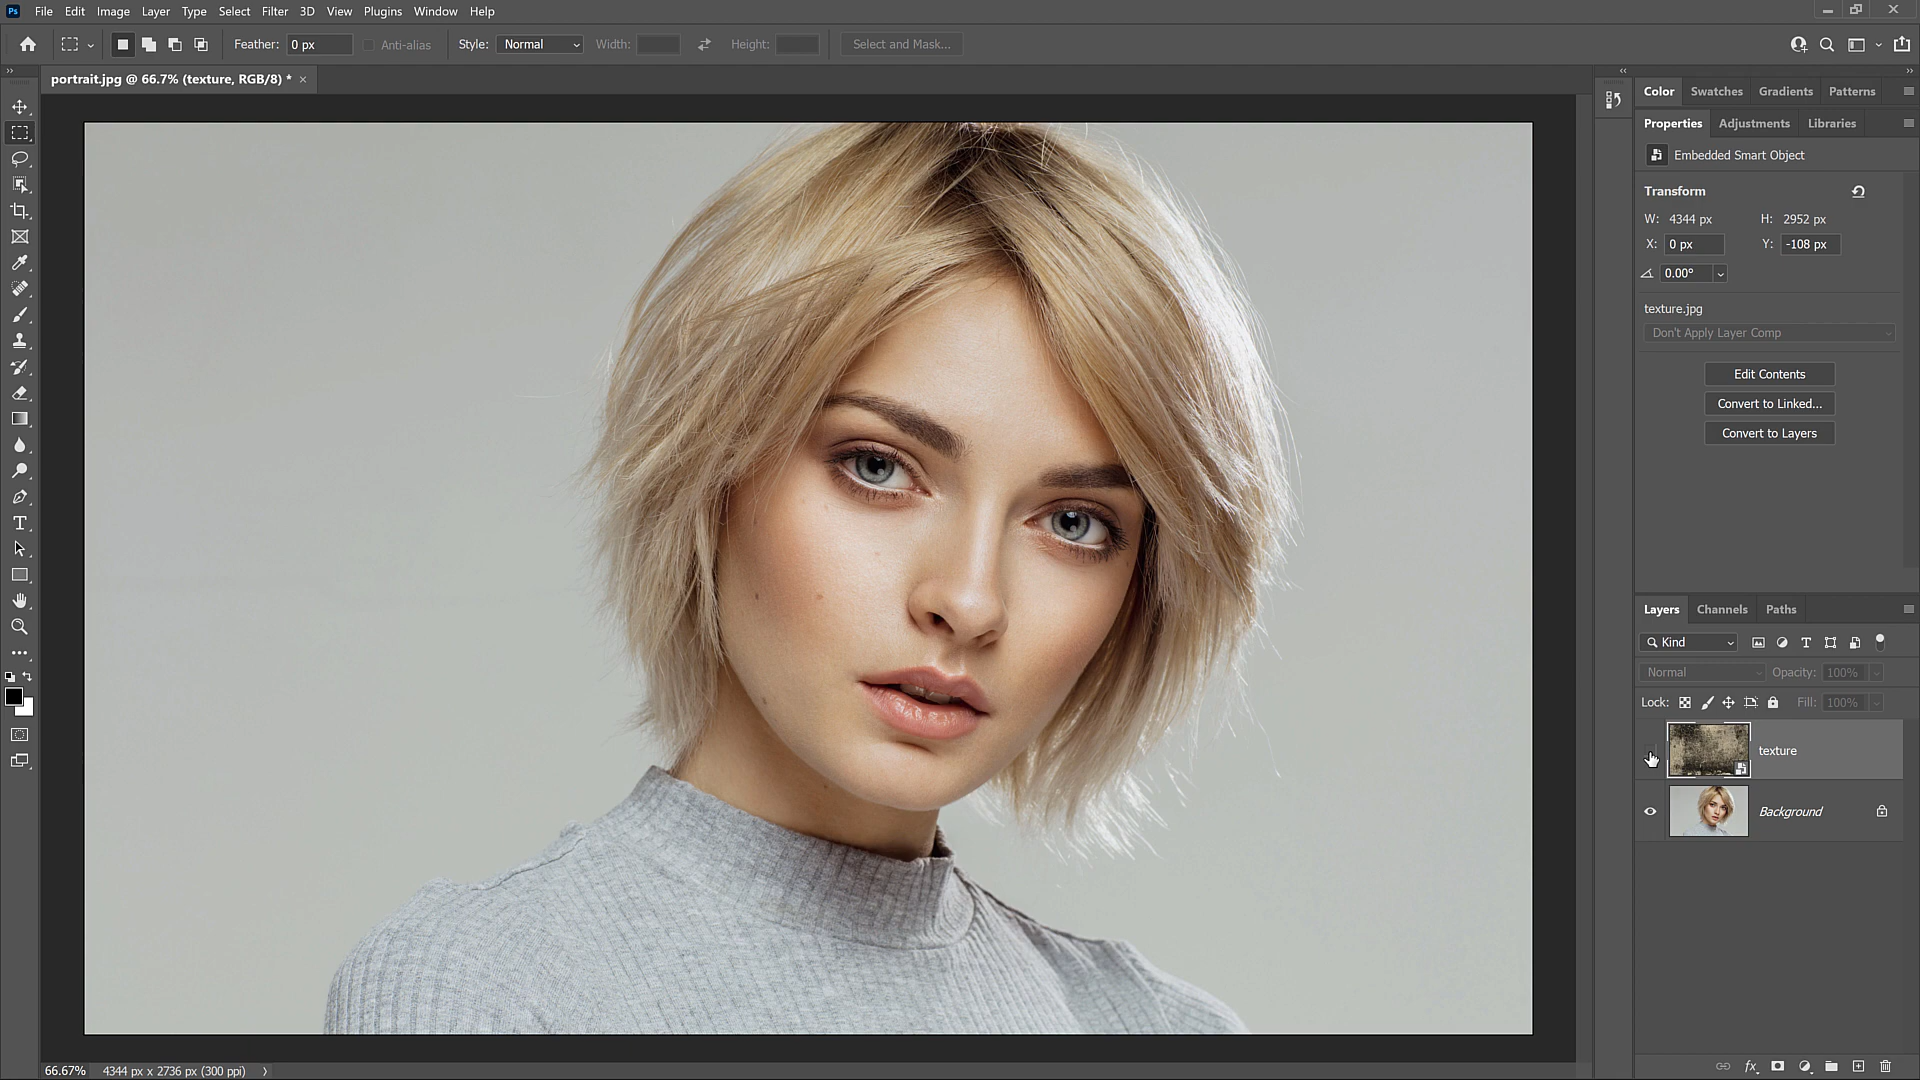 Ps File Edit Image Layer Type Select Filter 3D View Plugins Window Help
Feather: 0 px Anti-alias Style: Normal Width: Height: Select and Mask...
portrait.jpg @ 66.7% (texture, RGB/8) *
Color Swatches Gradients Patterns
Properties Adjustments Libraries
Embedded Smart Object
Transform
W: 4344 px H: 2952 px
X: 0 px Y: -108 px
0.00°
texture.jpg
Don't Apply Layer Comp
Edit Contents
Convert to Linked...
Convert to Layers
Layers Channels Paths
Kind
Normal Opacity: 100%
Lock: Fill: 100%
texture
Background
66.67% 4344 px x 2736 px (300 ppi)